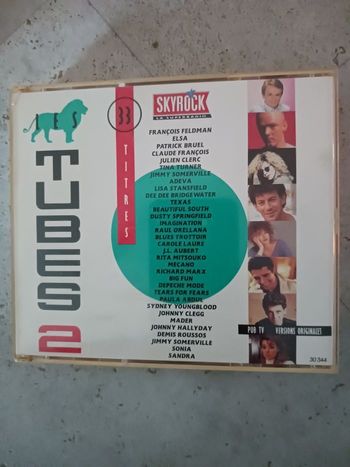 LES
TUBES 2
33
TITRES
SKYROCK
LA SUPERRADIO
FRANÇOIS FELDMAN
ELSA
PATRICK BRUEL
CLAUDE FRANÇOIS
JULIEN CLERC
TINA TURNER
JIMMY SOMERVILLE
ADEVA
LISA STANSFIELD
DEE DEE BRIDGEWATER
TEXAS
BEAUTIFUL SOUTH
DUSTY SPRINGFIELD
IMAGINATION
RAUL ORELLANA
BLUES TROTTOIR
CAROLE LAURE
J.L. AUBERT
RITA MITSOUKO
MECANO
RICHARD MARX
BIG FUN
DEPECHE MODE
TEARS FOR FEARS
PAULA ABDUL
SYDNEY YOUNGBLOOD
JOHNNY CLEGG
MADER
JOHNNY HALLYDAY
DEMIS ROUSSOS
JIMMY SOMERVILLE
SONIA
SANDRA
PUB TV VERSIONS ORIGINALES
30 344